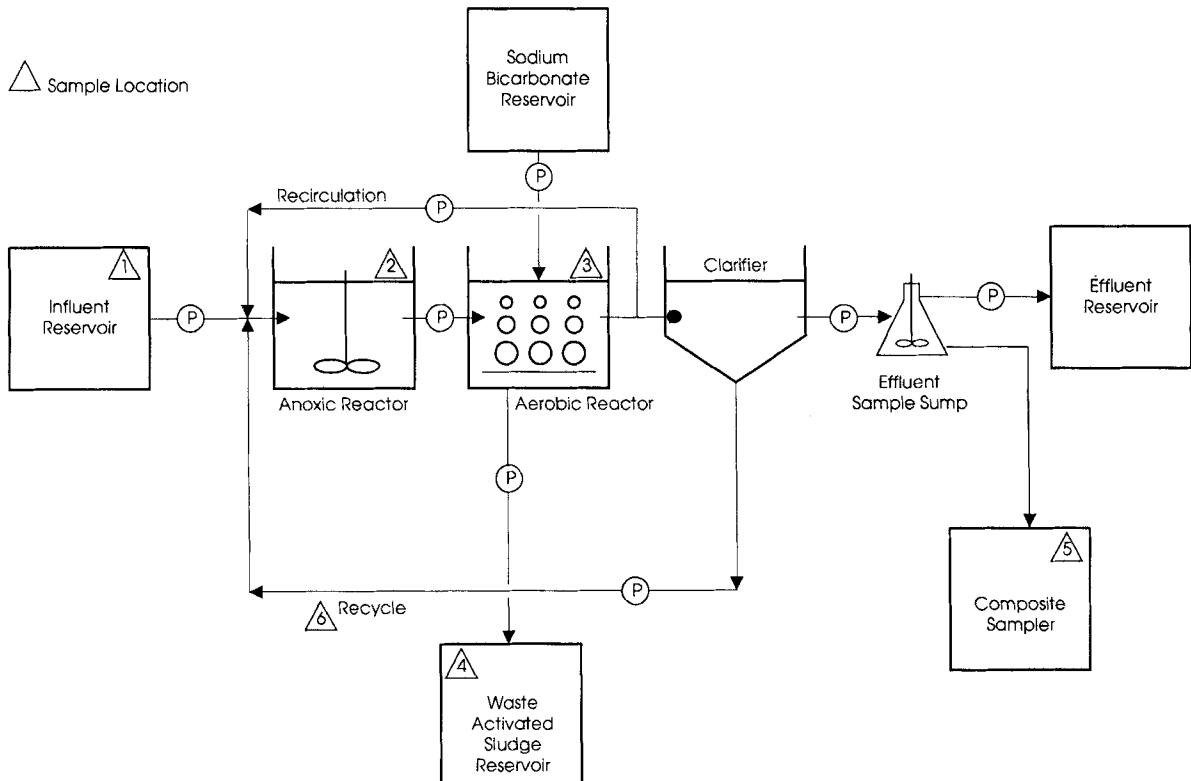 Sodium
Bicarbonate
Reservoir
Sample Location
P
Recirculation
P
1
Influent
Reservoir
P
2
P
3
Clarifier
P
P
Effluent
Reservoir
Anoxic Reactor
Aerobic Reactor
Effluent
Sample Sump
P
5
Composite
Sampler
P
6
Recycle
4
Waste
Activated
Sludge
Reservoir